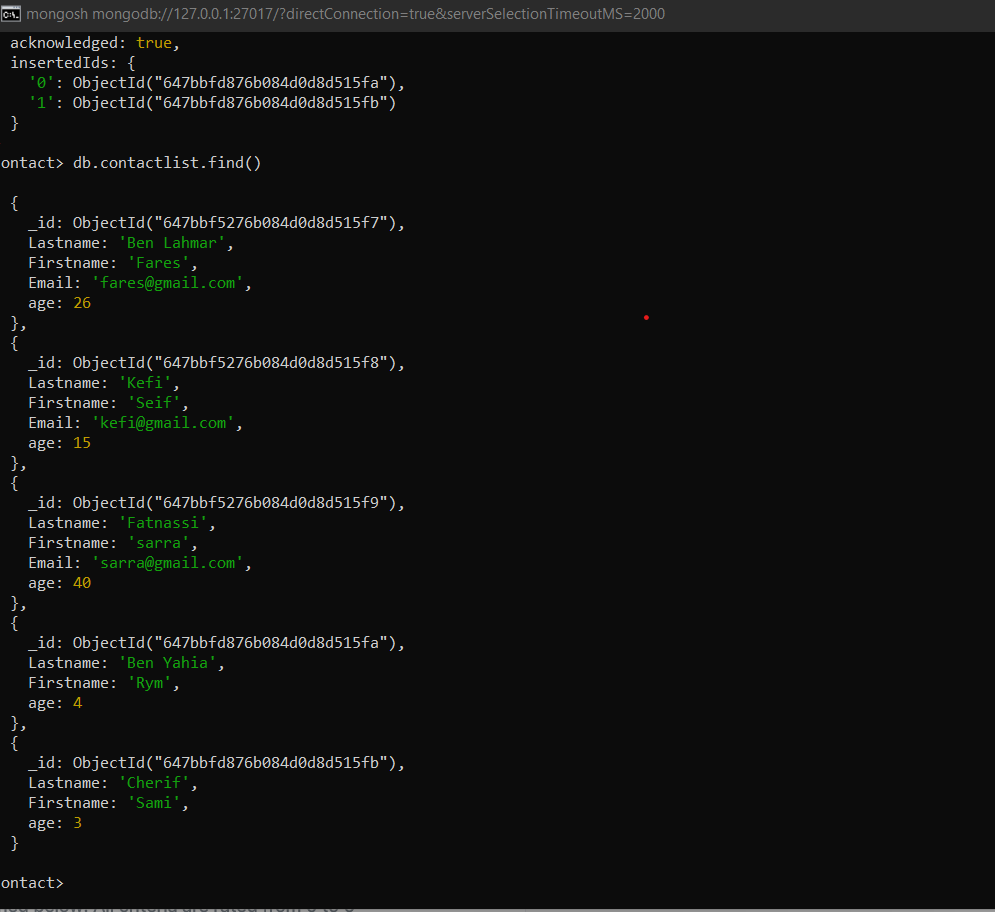 mongosh mongodb://127.0.0.1:27017/?directConnection=true&serverSelectionTimeoutMS=2000
acknowledged: true,
insertedIds: {
'0': ObjectId("647bbfd876b084d0d8d515fa"),
'1': ObjectId("647bbfd876b084d0d8d515fb")
}
ontact> db.contactlist.find()
{
_id: ObjectId("647bbf5276b084d0d8d515f7"),
Lastname: 'Ben Lahmar',
Firstname: 'Fares',
Email: 'fares@gmail.com',
age: 26
},
{
_id: ObjectId("647bbf5276b084d0d8d515f8"),
Lastname: 'Kefi',
Firstname: 'Seif',
Email: 'kefi@gmail.com',
age: 15
},
{
_id: ObjectId("647bbf5276b084d0d8d515f9"),
Lastname: 'Fatnassi',
Firstname: 'sarra',
Email: 'sarra@gmail.com',
age: 40
},
{
_id: ObjectId("647bbfd876b084d0d8d515fa"),
Lastname: 'Ben Yahia',
Firstname: 'Rym',
age: 4
},
{
_id: ObjectId("647bbfd876b084d0d8d515fb"),
Lastname: 'Cherif',
Firstname: 'Sami',
age: 3
}
ontact>